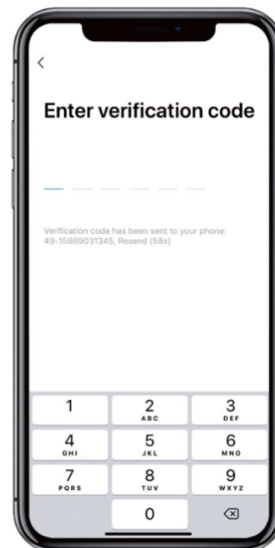 Enter verification code
Verification code has been sent to your phone:
49-15989031345, Resend (58s)
1
2
ABC
3
DEF
4
GHI
5
JKL
6
MNO
7
PQRS
8
TUV
9
WXYZ
0